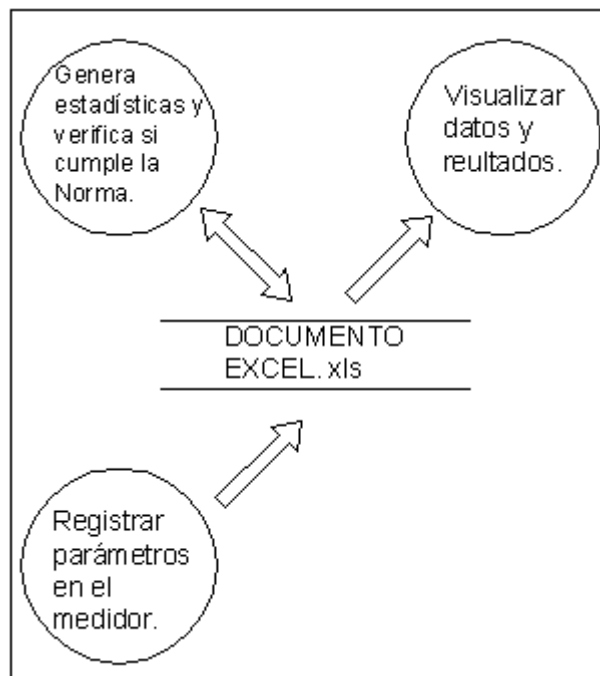 Genera
estadísticas y
verifica si
cumple la
Norma.
Visualizar
datos y
reultados.
DOCUMENTO
EXCEL.xls
Registrar
parámetros
en el
medidor.